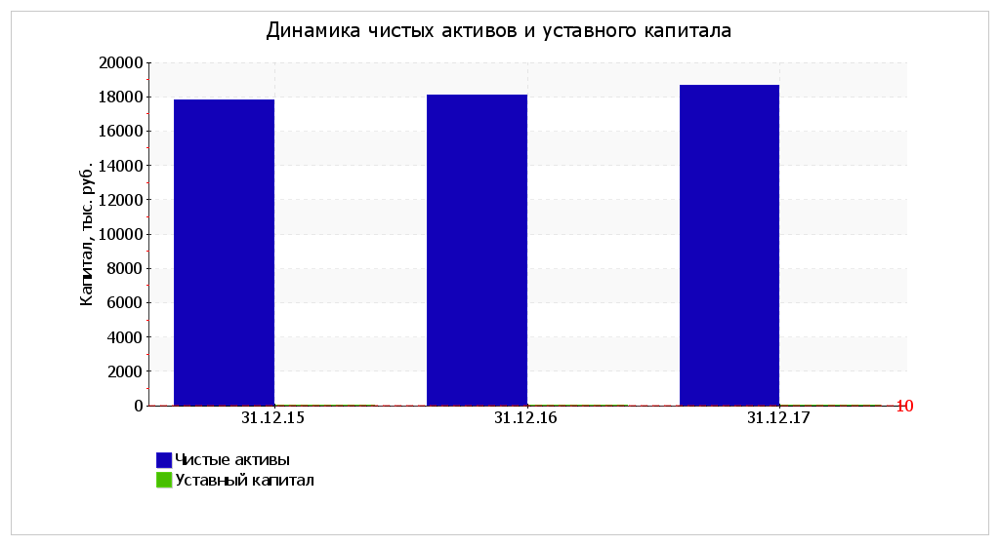 Динамика чистых активов и уставного капитала
Капитал, тыс. руб.
20000
18000
16000
14000
12000
10000
8000
6000
4000
2000
0
10
31.12.15 31.12.16 31.12.17
Чистые активы
Уставный капитал